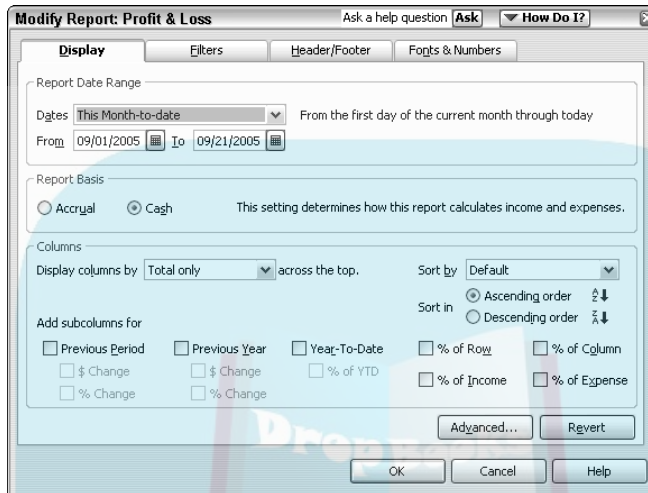 Modify Report: Profit & Loss Ask a help question Ask How Do I?
Display Filters Header/Footer Fonts & Numbers
Report Date Range
Dates This Month-to-date From the first day of the current month through today
From 09/01/2005 To 09/21/2005
Report Basis
Accrual Cash This setting determines how this report calculates income and expenses.
Columns
Display columns by Total only across the top. Sort by Default
Sort in Ascending order A Z
Descending order Z A
Add subcolumns for
Previous Period Previous Year Year-To-Date % of Row % of Column
$ Change $ Change % of YTD
% Change % Change % of Income % of Expense
Advanced... Revert
DropBooks
OK Cancel Help